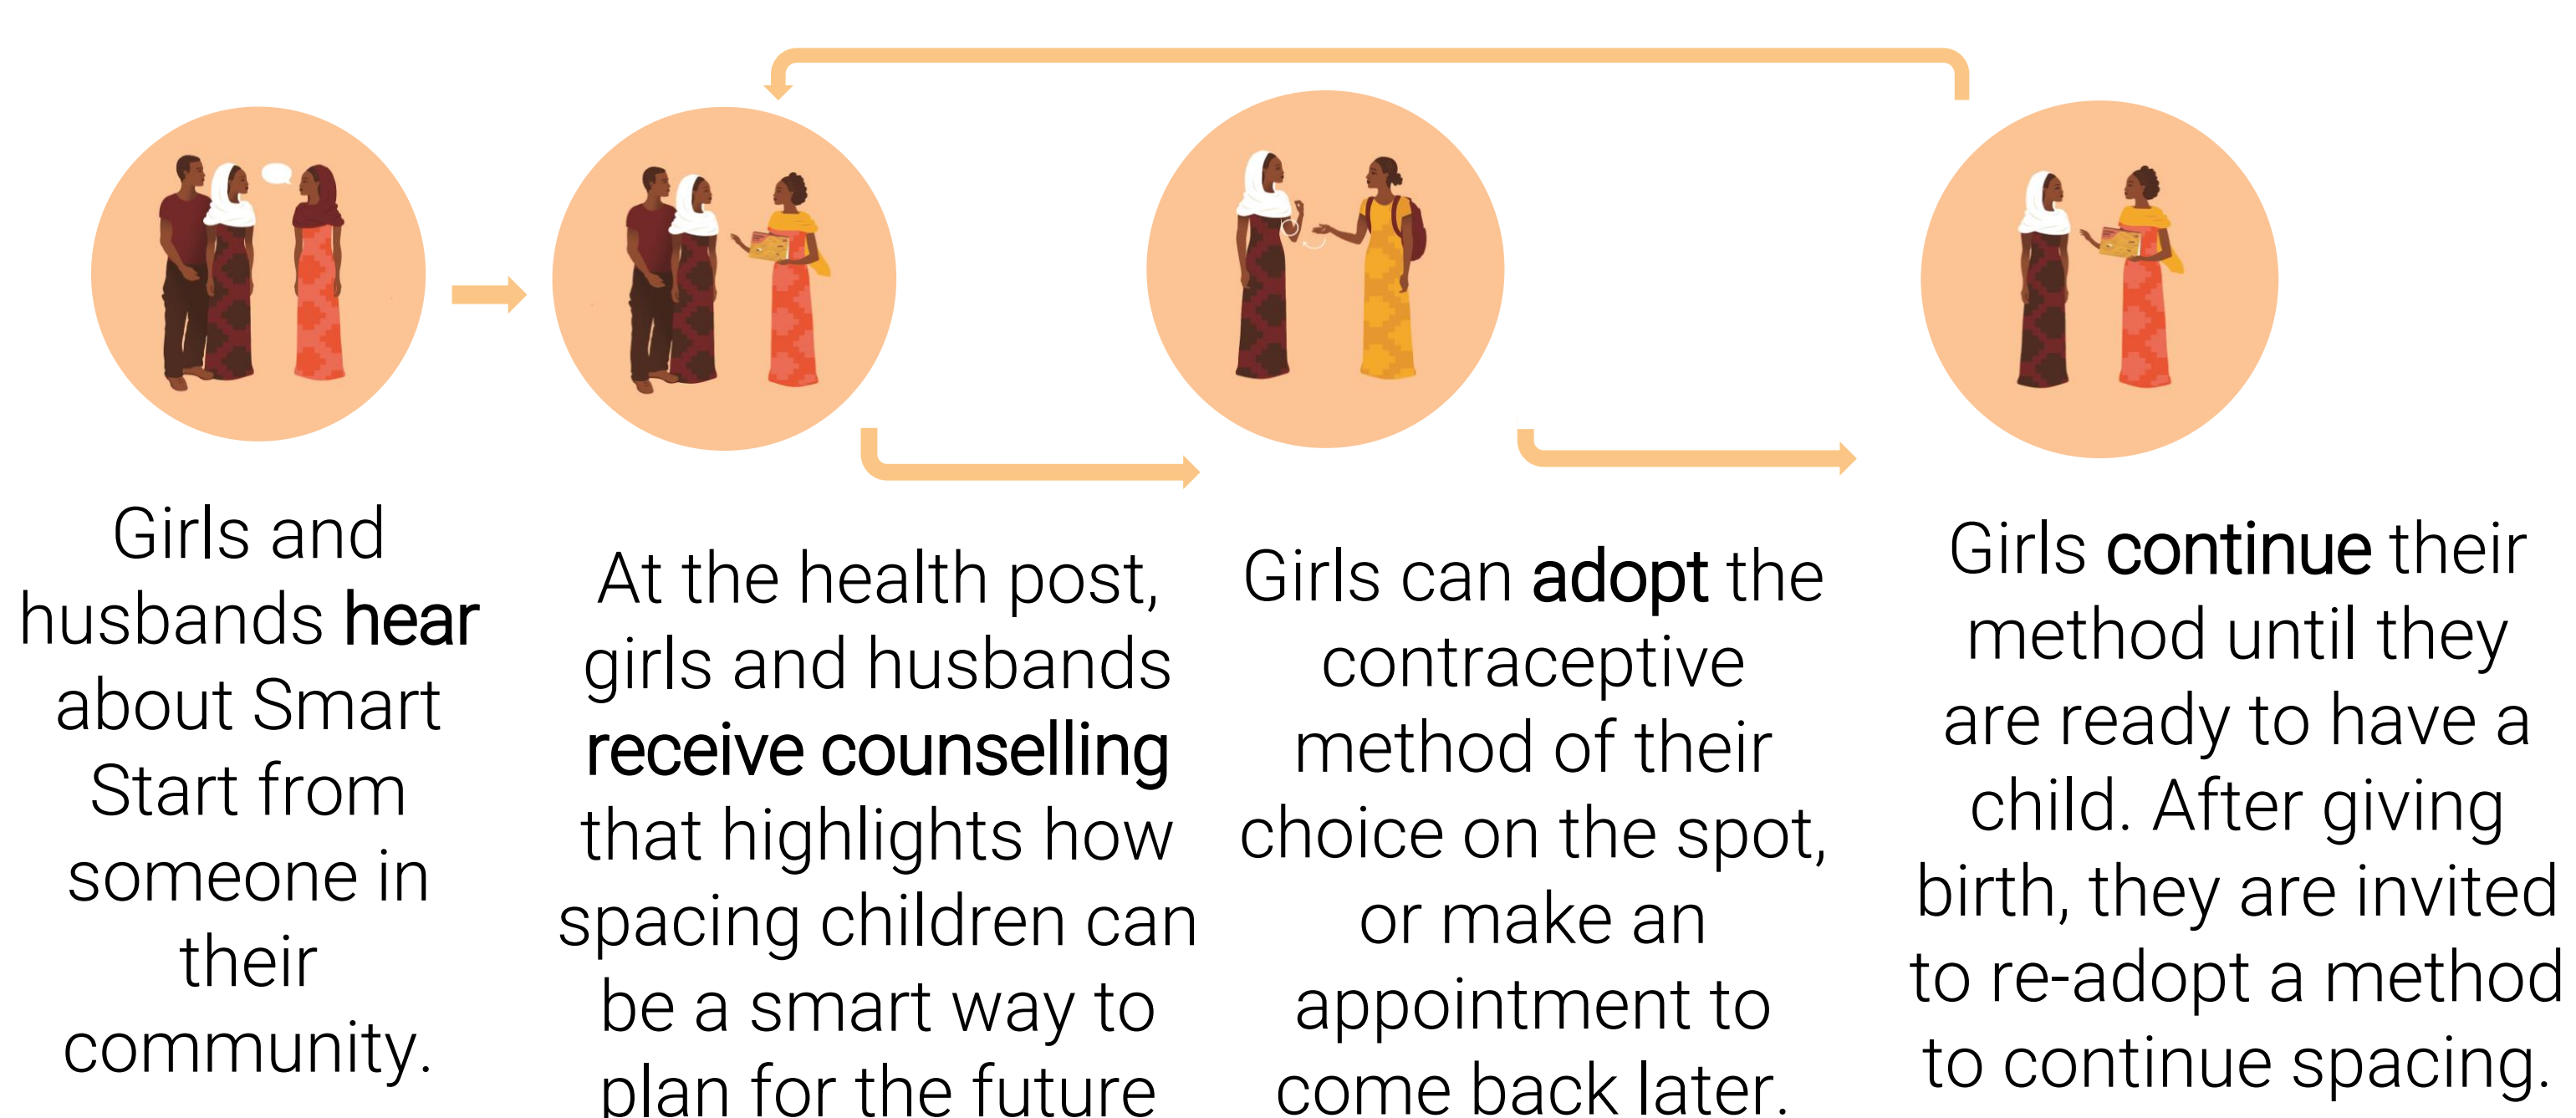 Girls and
husbands hear
about Smart
Start from
someone in
their
community.
At the health post,
girls and husbands
receive counselling
that highlights how
spacing children can
be a smart way to
plan for the future
Girls can adopt the
contraceptive
method of their
choice on the spot,
or make an
appointment to
come back later.
Girls continue their
method until they
are ready to have a
child. After giving
birth, they are invited
to re-adopt a method
to continue spacing.